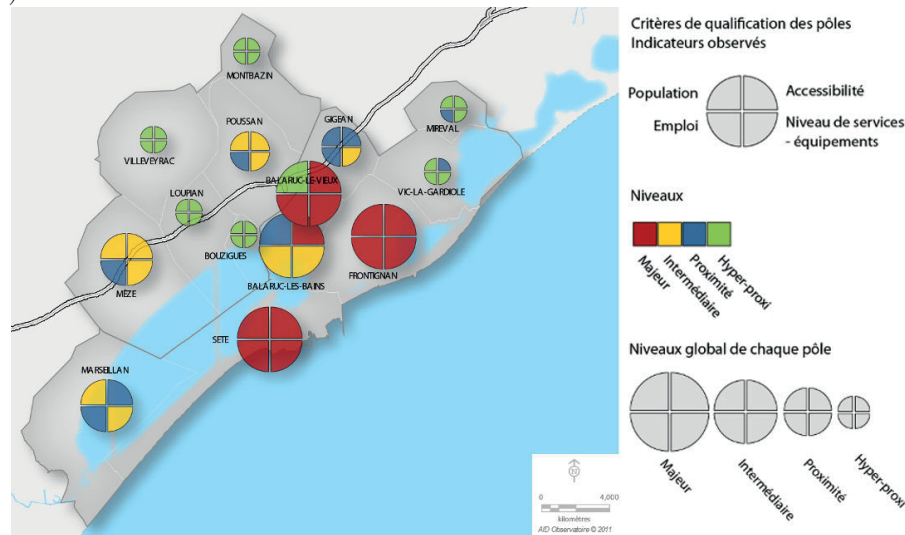 )
MONTBAZIN
POUSSAN
GIGEAN
MIREVAL
VILLEVEYRAC
BALARUC-LE-VIEUX
VIC-LA-GARDIOLE
LOUPIAN
BOUZIGUES
FRONTIGNAN
MEZE
BALARUC-LES-BAINS
SETE
MARSEILLAN
N
0 4,000
kilomètres
AID Observatoire © 2011
Critères de qualification des pôles
Indicateurs observés
Population
Accessibilité
Emploi
Niveau de services
- équipements
Niveaux
Majeur
Intermédiaire
Proximité
Hyper-proxi
Niveaux global de chaque pôle
Majeur
Intermédiaire
Proximité
Hyper-proxi